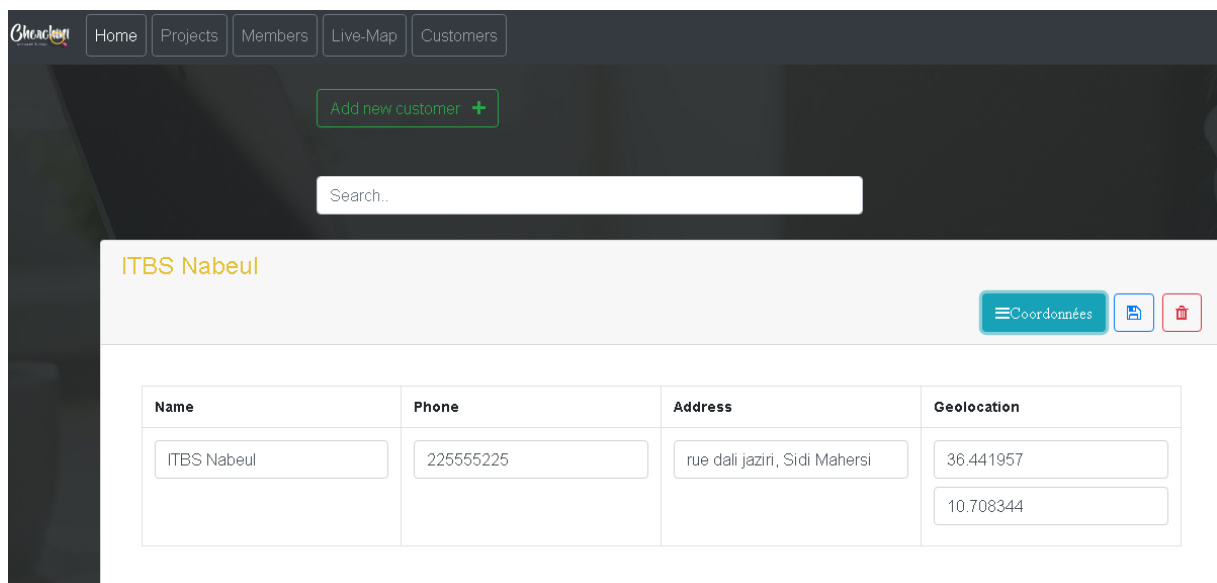 Home Projects Members Live-Map Customers
Add new customer +
Search..
ITBS Nabeul
Coordonnées
Name Phone Address Geolocation
ITBS Nabeul 225555225 rue dali jaziri, Sidi Mahersi 36.441957
10.708344